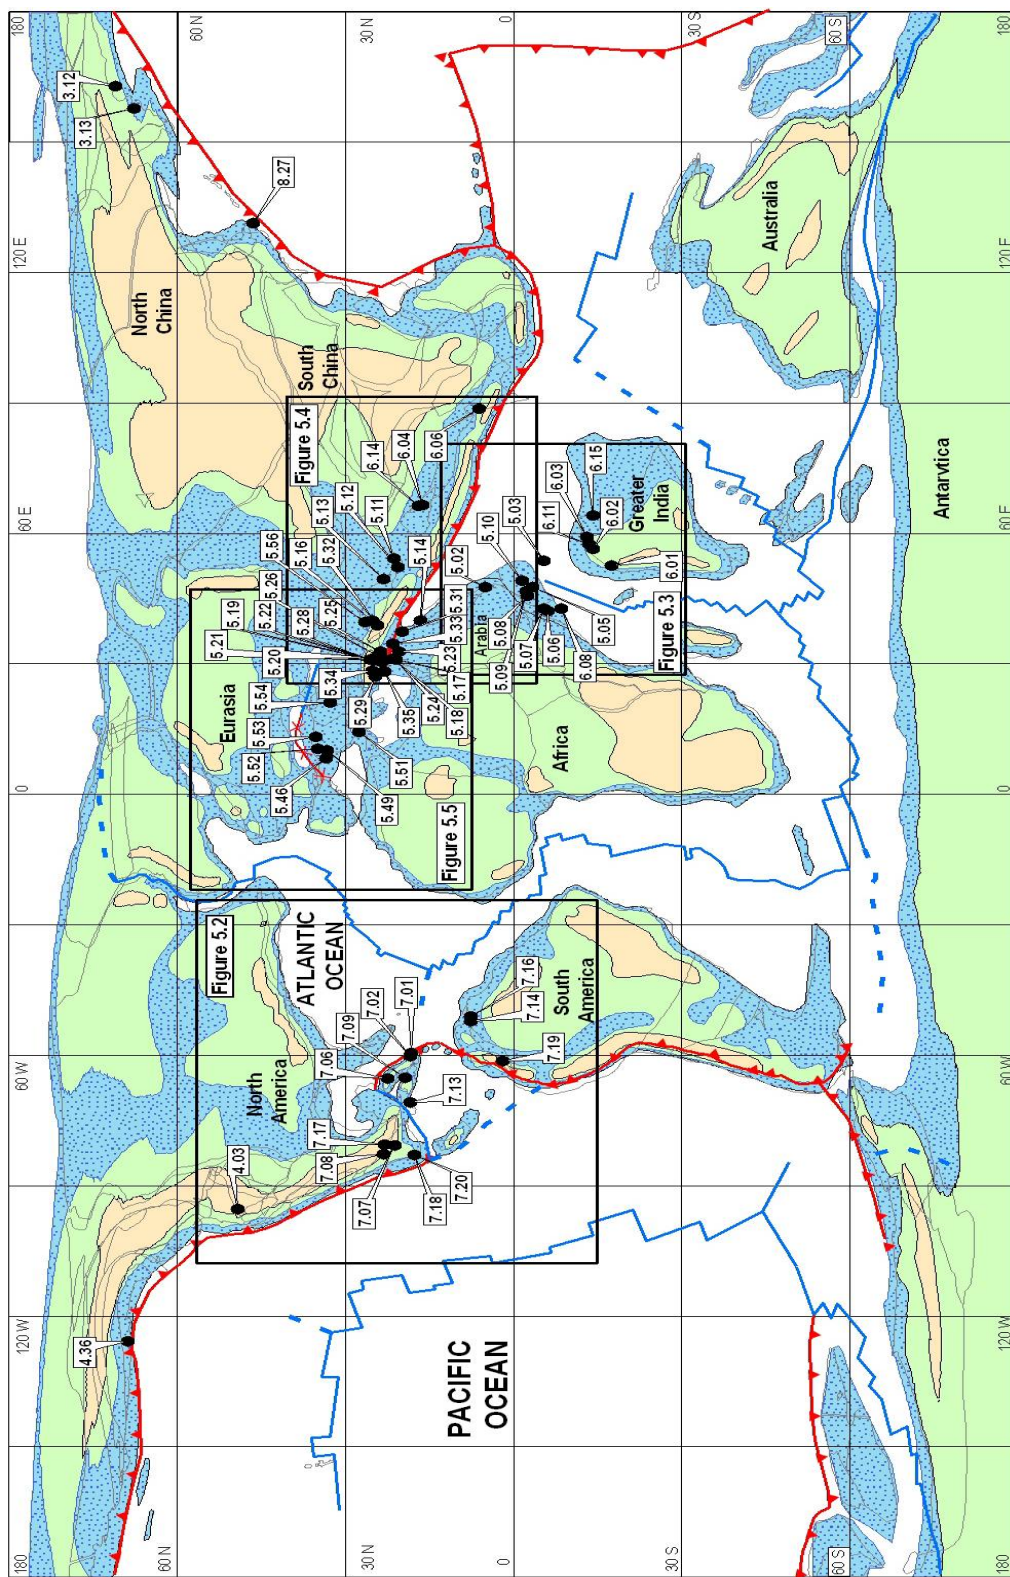 180
120 W
60 W
0
60 E
120 E
180
60 N
30 N
0
30 S
60 S
60 N
30 N
0
30 S
60 S
4.36
4.03
North
America
Figure 5.2
ATLANTIC
OCEAN
PACIFIC
OCEAN
7.17
7.08
7.07
7.18
7.20
7.13
7.06
7.09
7.02
7.01
7.16
7.14
7.19
South
America
Eurasia
5.54
5.53
5.52
5.46
5.49
5.51
Figure 5.5
Africa
5.21
5.20
5.19
5.22
5.26
5.28
5.25
5.56
5.16
5.32
5.34
5.29
5.35
5.24
5.18
5.17
5.23
5.33
5.31
5.14
5.13
5.12
5.11
Figure 5.4
6.14
6.04
6.06
Arabia
5.02
5.10
5.03
5.09
5.08
5.07
5.06
5.05
6.08
Figure 5.3
6.11
6.03
6.15
6.02
6.01
Greater
India
North
China
South
China
3.12
3.13
8.27
Australia
Antarvtica